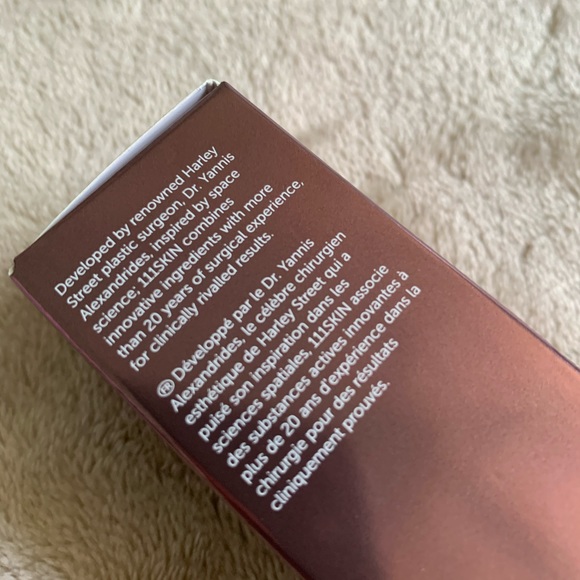 Developed by renowned Harley
Street plastic surgeon, Dr. Yannis
Alexandrides, inspired by space
science: 111SKIN combines
innovative ingredients with more
than 20 years of surgical experience,
for clinically rivalled results.
FR Développé par le Dr. Yannis
Alexandrides, le célèbre chirurgien
esthétique de Harley Street qui a
puisé son inspiration dans les
sciences spatiales, 111SKIN associe
des substances actives innovantes à
plus de 20 ans d'expérience dans la
chirurgie pour des résultats
cliniquement prouvés.